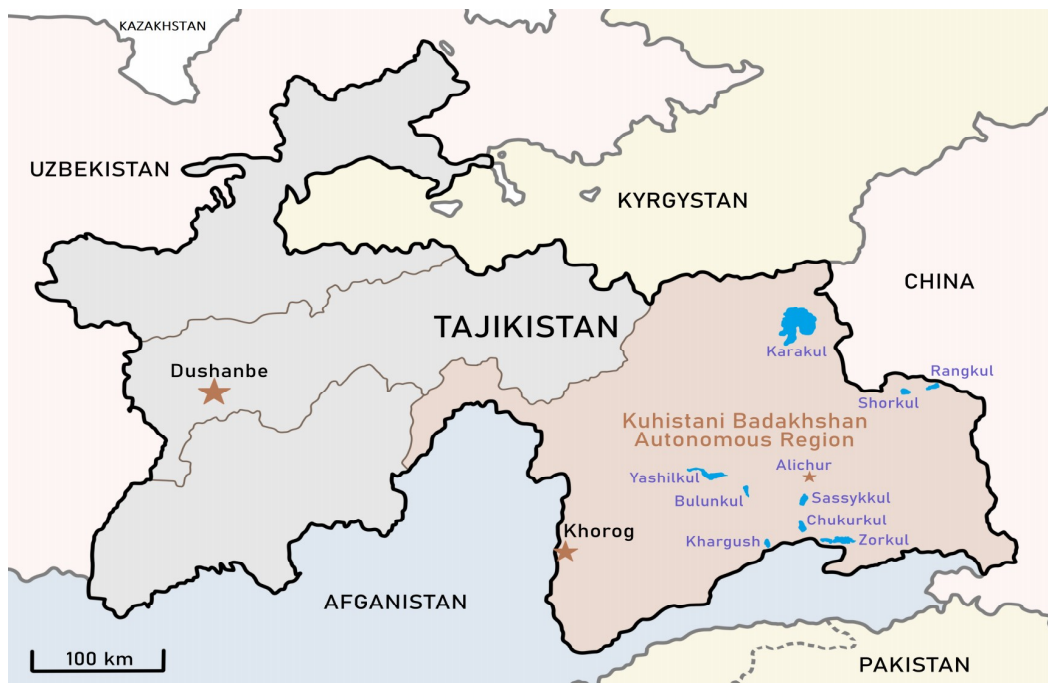 KAZAKHSTAN
UZBEKISTAN
KYRGYSTAN
CHINA
TAJIKISTAN
Karakul
Dushanbe
Rangkul
Shorkul
Kuhistani Badakhshan
Autonomous Region
Alichur
Yashilkul
Bulunkul
Sassykkul
Chukurkul
Khorog
Khargush
Zorkul
AFGANISTAN
100 km
PAKISTAN